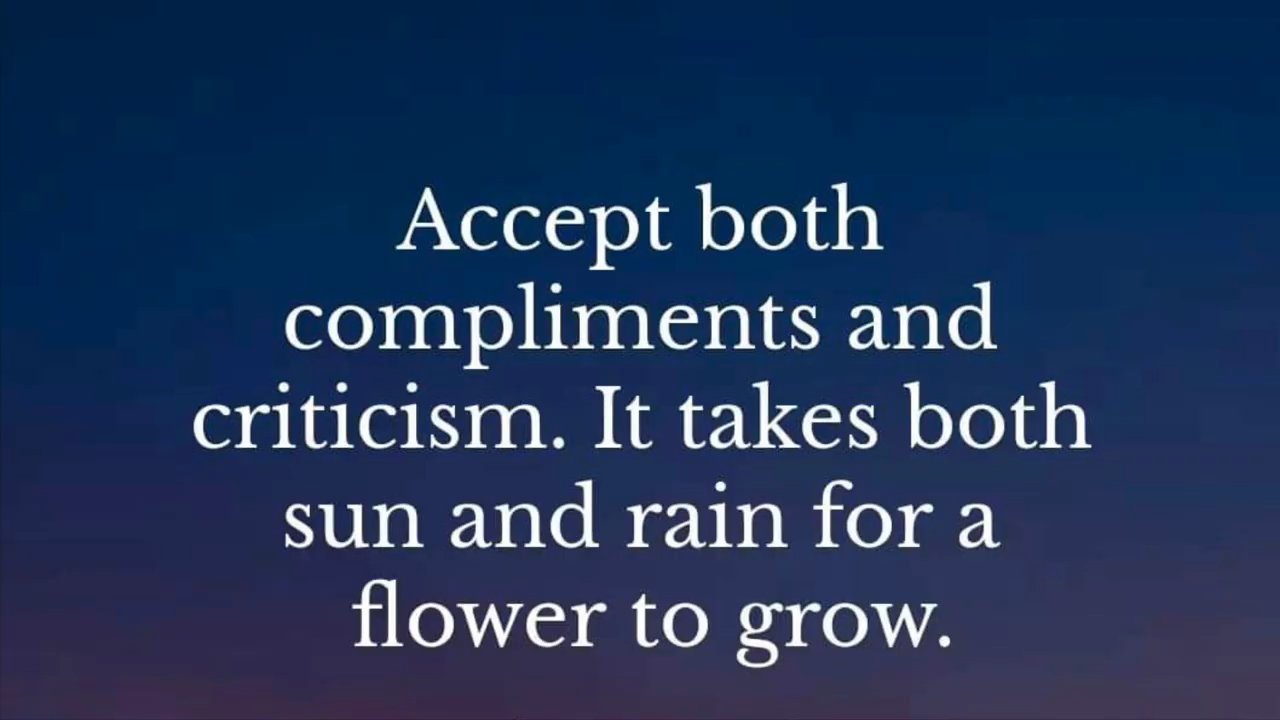 Accept both
compliments and
criticism. It takes both
sun and rain for a
flower to grow.